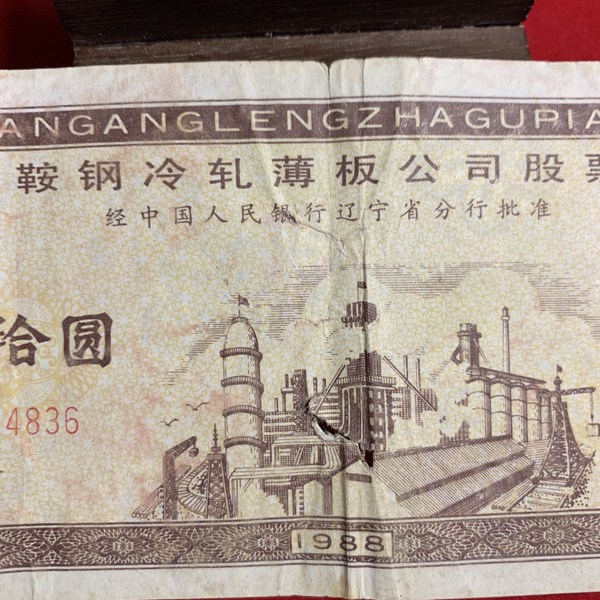 ANGANGLENGZHAGUPIA
鞍钢冷轧薄板公司股票
经中国人民银行辽宁省分行批准
拾圆
4836
1988